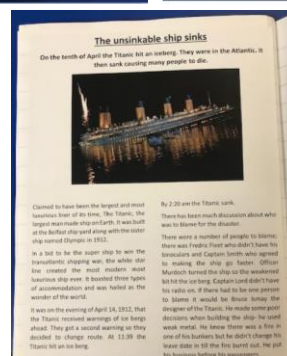 The unsinkable ship sinks
On the tenth of April the Titanic hit an iceberg. They were in the Atlantic. It
then sank causing many people to die.
Claimed to have been the largest and most
luxurious liner of its time, The Titanic, the
largest man made ship on Earth. It was built
at the Belfast ship yard along with the sister
ship named Olympic in 1912.
In a bid to be the super ship to win the
transatlantic shipping war, the white star
line created the most modern most
luxurious ship ever. It boasted three types
of accommodation and was hailed as the
wonder of the world.
It was on the evening of April 14, 1912, that
the Titanic received warnings of ice bergs
ahead. They got a second warning so they
decided to change route. At 11:39 the
Titanic hit an ice berg.
By 2:20 am the Titanic sank.
There has been much discussion about who
was to blame for the disaster.
There were a number of people to blame;
there was Fredric Fleet who didn't have his
binoculars and Captain Smith who agreed
to making the ship go faster. Officer
Murdoch turned the ship so the weakened
bit hit the ice berg. Captain Lord didn't have
his radio on. If there had to be one person
to blame it would be Bruce Ismay the
designer of the Titanic. He made some poor
decisions when building the ship- he used
weak metal. He knew there was a fire in
one of his bunkers but he didn't change his
leave date in till the fire burnt out. He put
his business before his passengers.